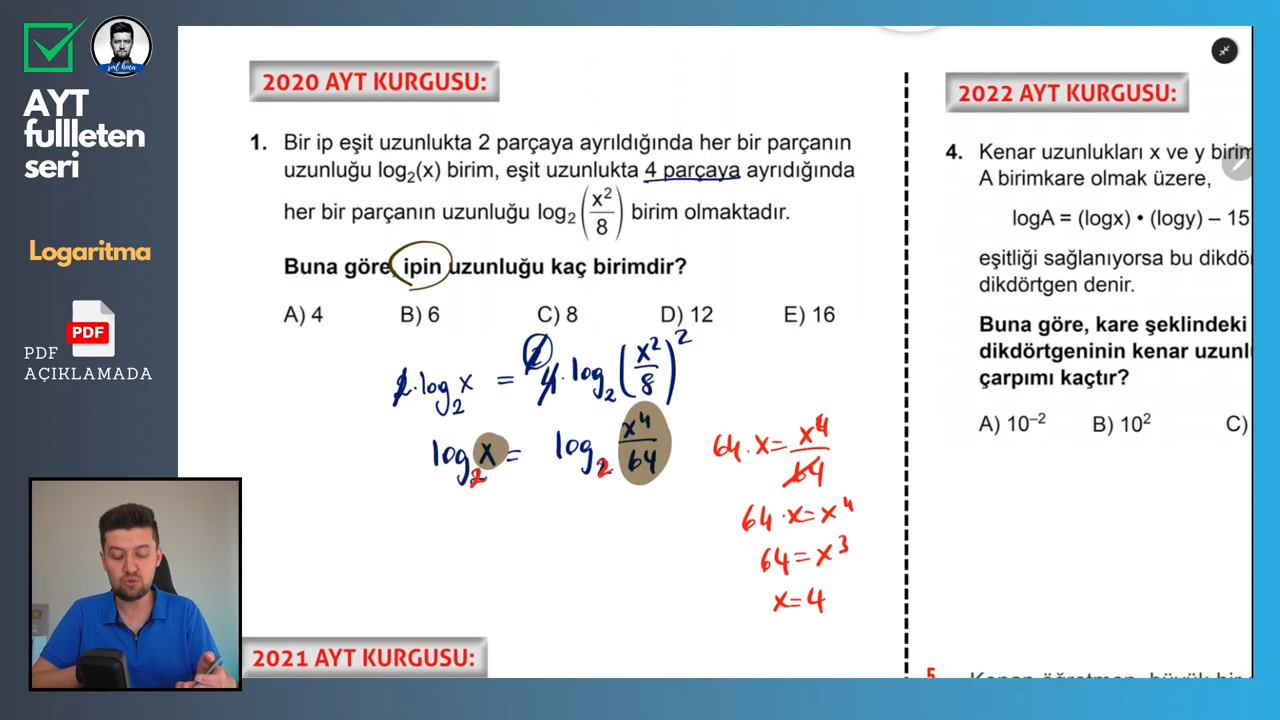 AYT
fullleten
seri
Logaritma
PDF
PDF
AÇIKLAMADA
2020 AYT KURGUSU:
1. Bir ip eşit uzunlukta 2 parçaya ayrıldığında her bir parçanın
uzunluğu log₂(x) birim, eşit uzunlukta 4 parçaya ayrıdığında
her bir parçanın uzunluğu log₂(x²/8) birim olmaktadır.
Buna göre, ipin uzunluğu kaç birimdir?
A) 4 B) 6 C) 8 D) 12 E) 16
2·log₂x = 4·log₂(x²/8)²
log₂x = log₂ x⁴/64
64·x = x⁴/64
64·x = x⁴
64 = x³
x = 4
2021 AYT KURGUSU:
2022 AYT KURGUSU:
4. Kenar uzunlukları x ve y birim
A birimkare olmak üzere,
logA = (logx) • (logy) – 15
eşitliği sağlanıyorsa bu dikdö
dikdörtgen denir.
Buna göre, kare şeklindeki
dikdörtgeninin kenar uzunlu
çarpımı kaçtır?
A) 10⁻² B) 10² C)